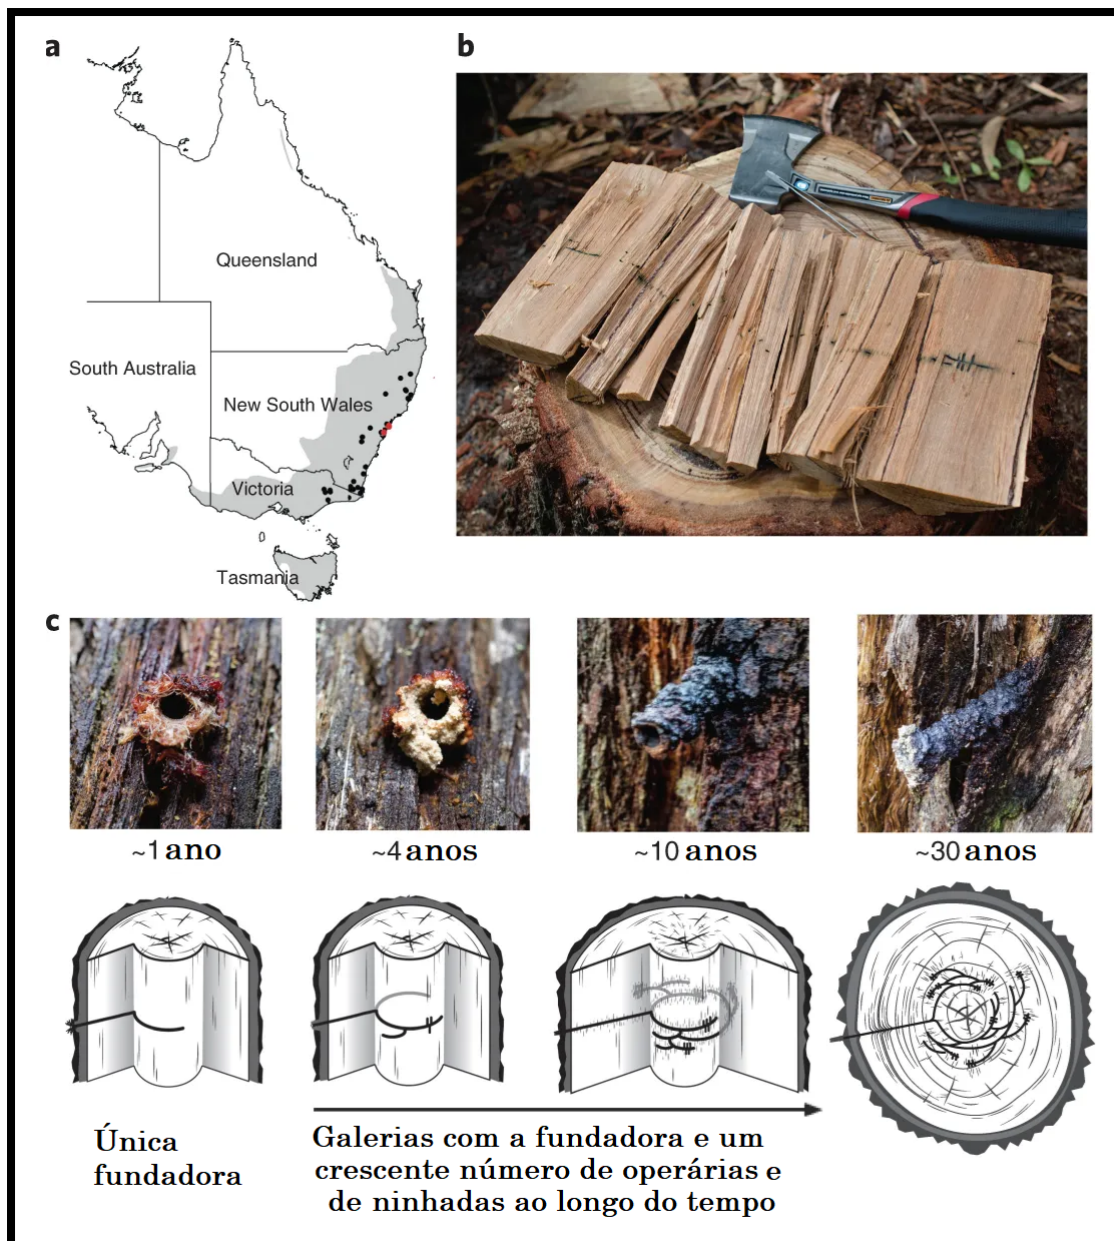 a
b
Queensland
South Australia
New South Wales
Victoria
Tasmania
c
~1 ano
~4 anos
~10 anos
~30 anos
Única
fundadora
Galerias com a fundadora e um
crescente número de operárias e
de ninhadas ao longo do tempo